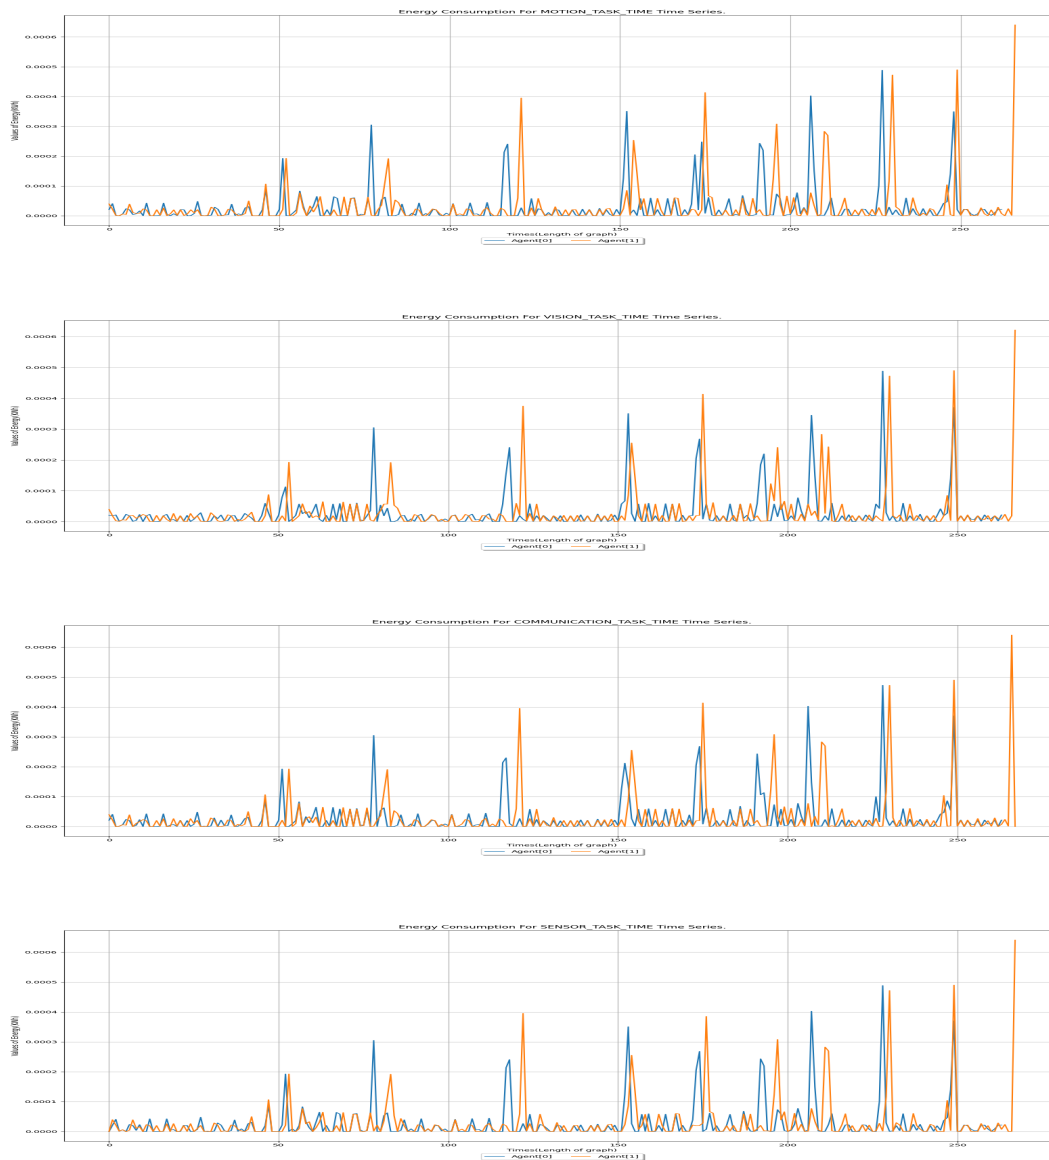 Energy Consumption For MOTION_TASK_TIME Time Series.
0.0006
0.0005
0.0004
0.0003
0.0002
0.0001
0.0000
Values of Energy(KWh)
0 50 100 150 200 250
Times(Length of graph)
Agent[0] Agent[1]
Energy Consumption For VISION_TASK_TIME Time Series.
0.0006
0.0005
0.0004
0.0003
0.0002
0.0001
0.0000
Values of Energy(KWh)
0 50 100 150 200 250
Times(Length of graph)
Agent[0] Agent[1]
Energy Consumption For COMMUNICATION_TASK_TIME Time Series.
0.0006
0.0005
0.0004
0.0003
0.0002
0.0001
0.0000
Values of Energy(KWh)
0 50 100 150 200 250
Times(Length of graph)
Agent[0] Agent[1]
Energy Consumption For SENSOR_TASK_TIME Time Series.
0.0006
0.0005
0.0004
0.0003
0.0002
0.0001
0.0000
Values of Energy(KWh)
0 50 100 150 200 250
Times(Length of graph)
Agent[0] Agent[1]